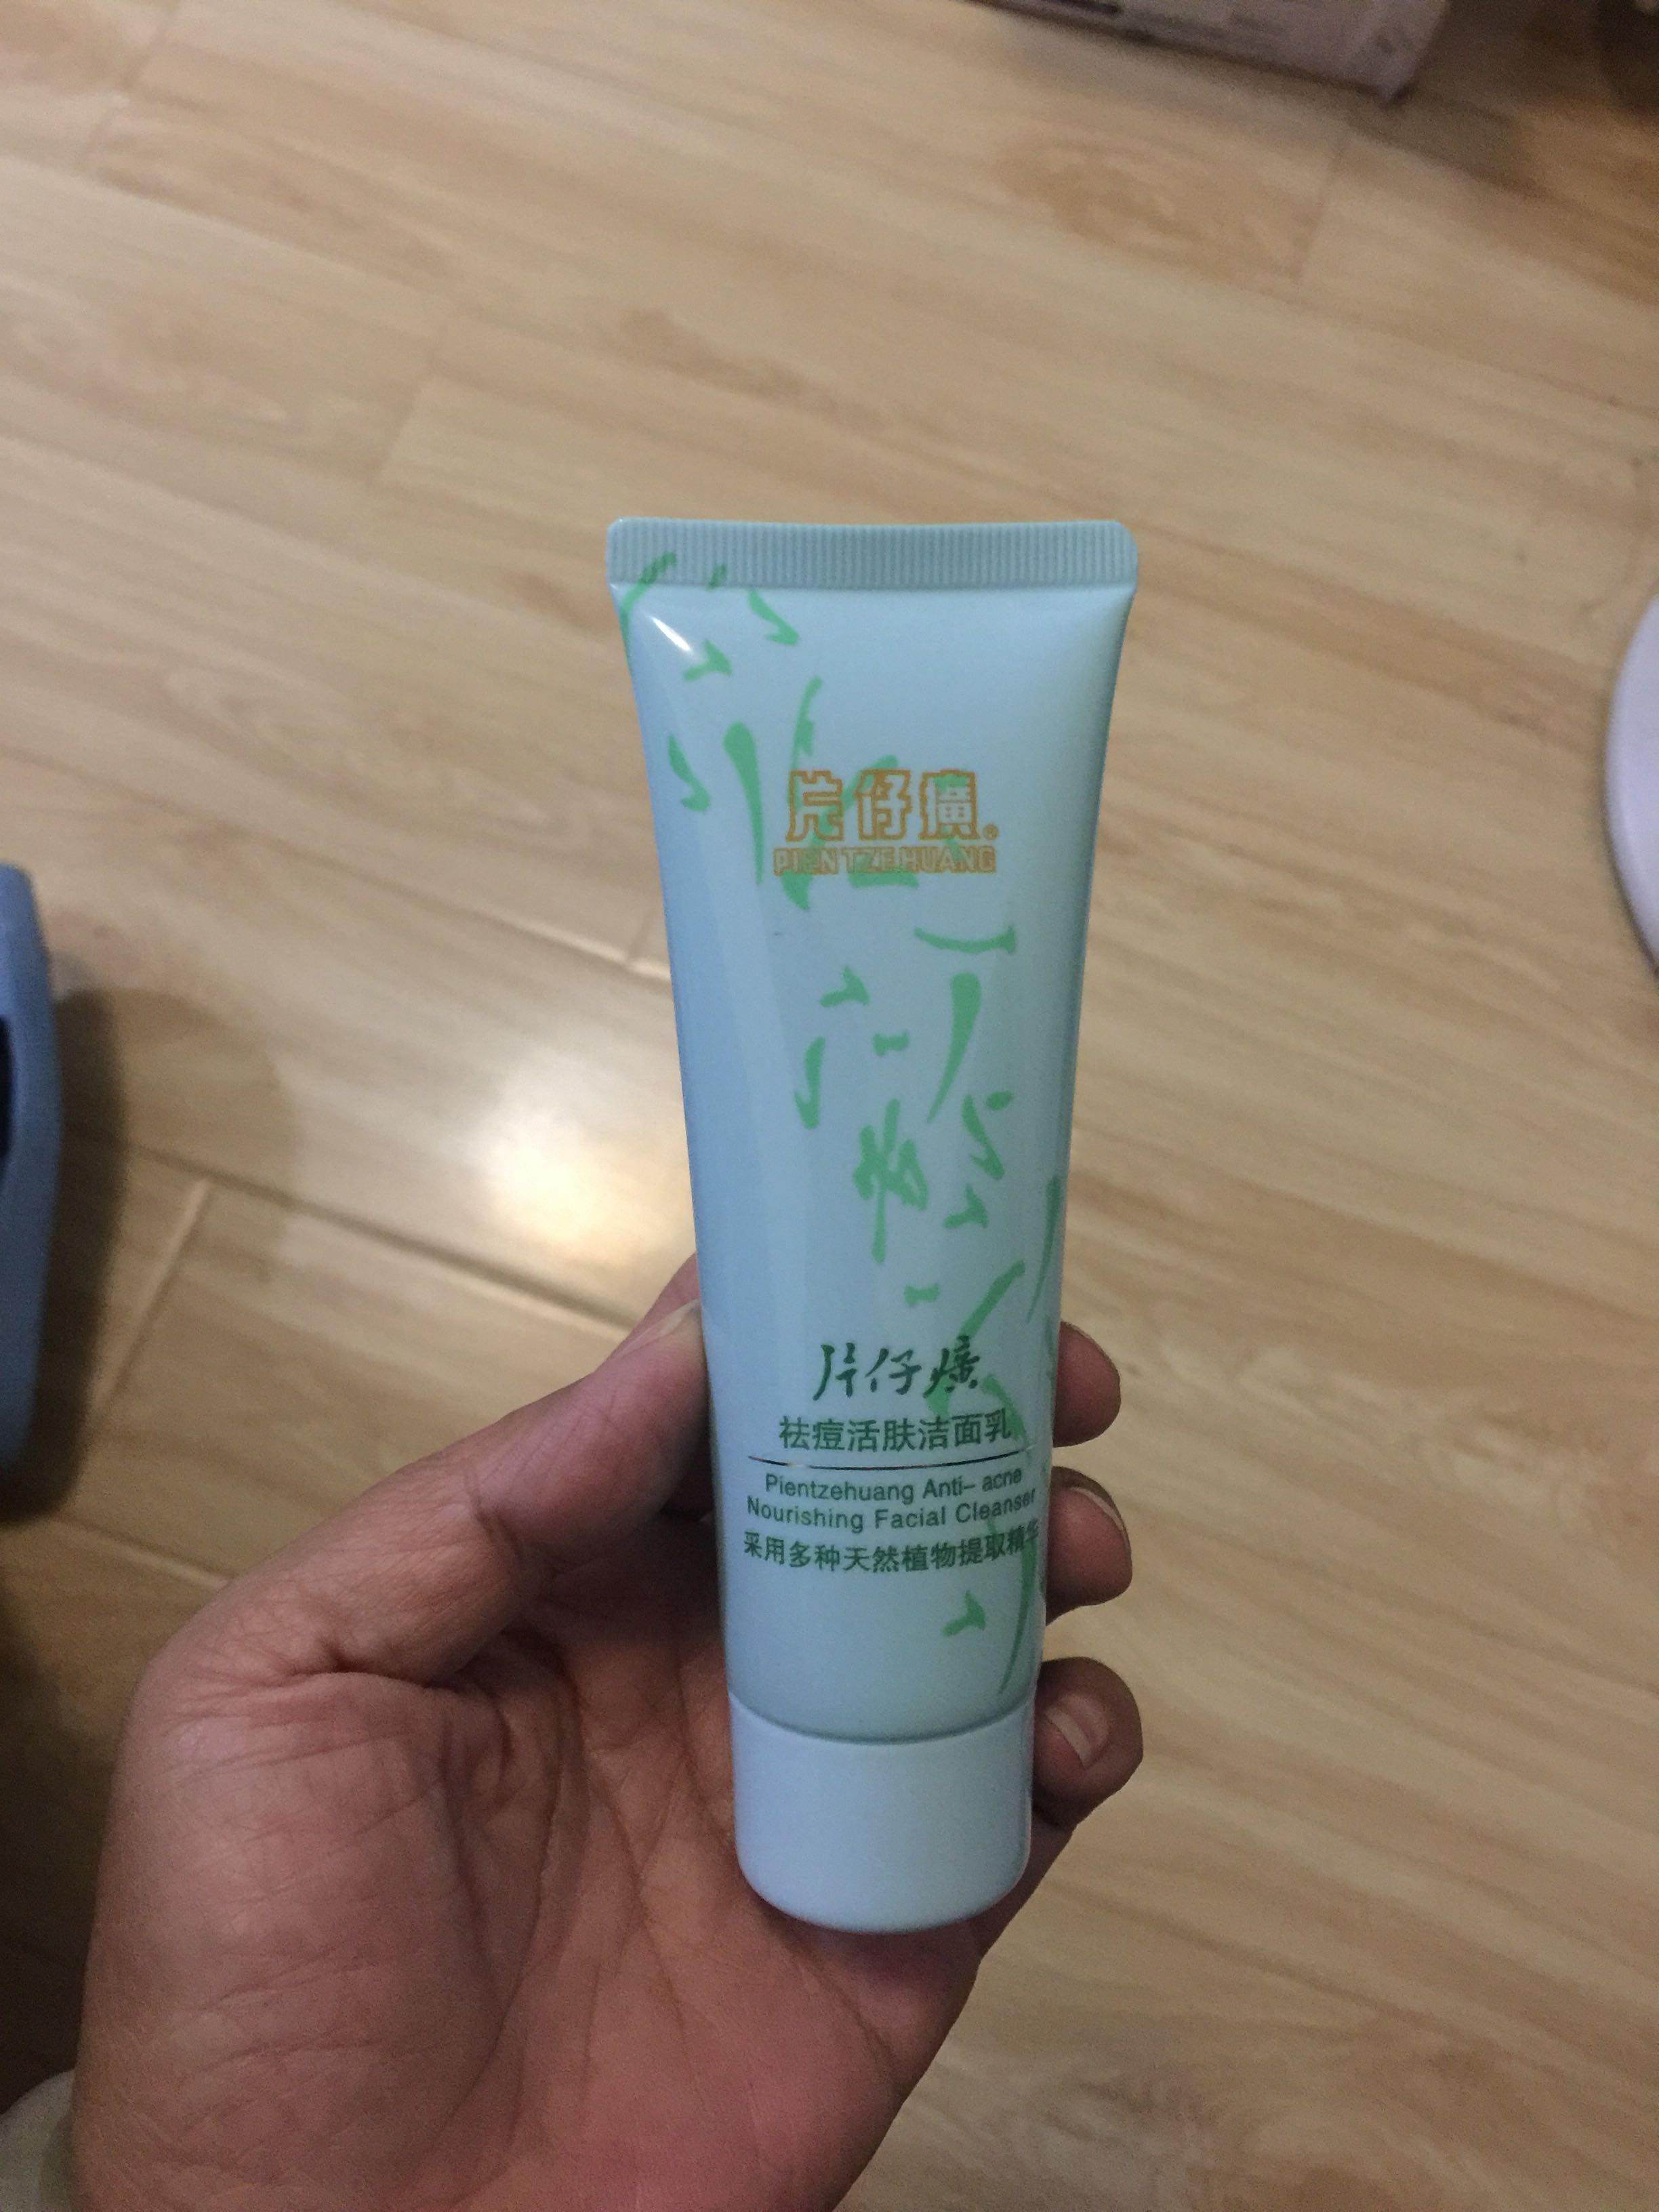 片仔癀®
PIEN TZE HUANG
片仔癀
祛痘活肤洁面乳
Pientzehuang Anti- acne
Nourishing Facial Cleanser
采用多种天然植物提取精华